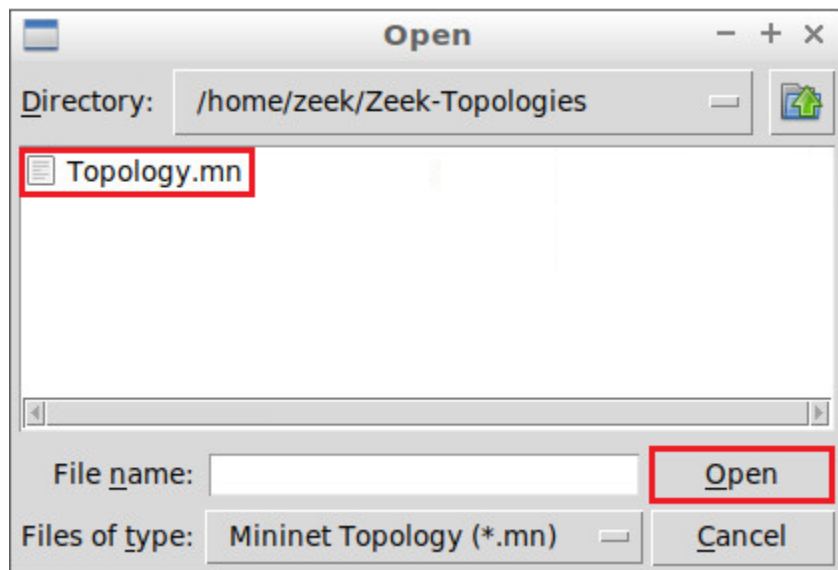 Open
Directory: /home/zeek/Zeek-Topologies
Topology.mn
File name: Open
Files of type: Mininet Topology (*.mn) Cancel